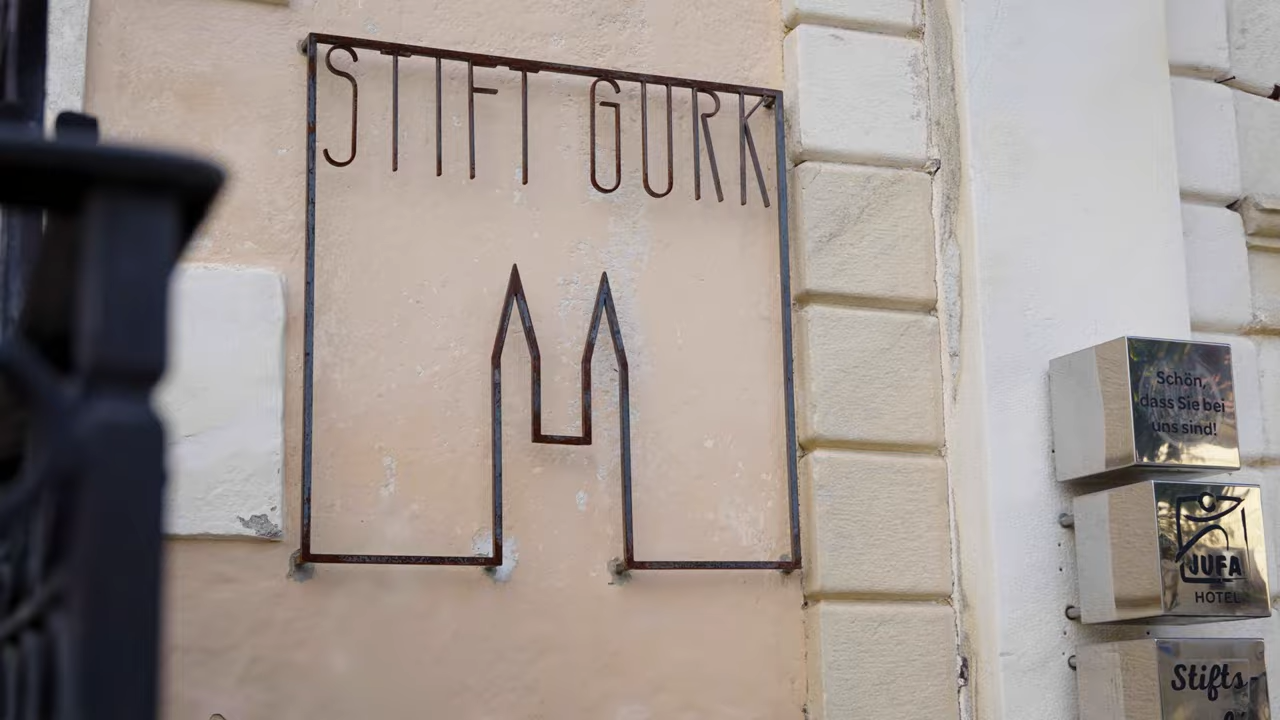 STIFT GURK
Schön,
dass Sie bei
uns sind!
JUFA
HOTEL
Stifts-